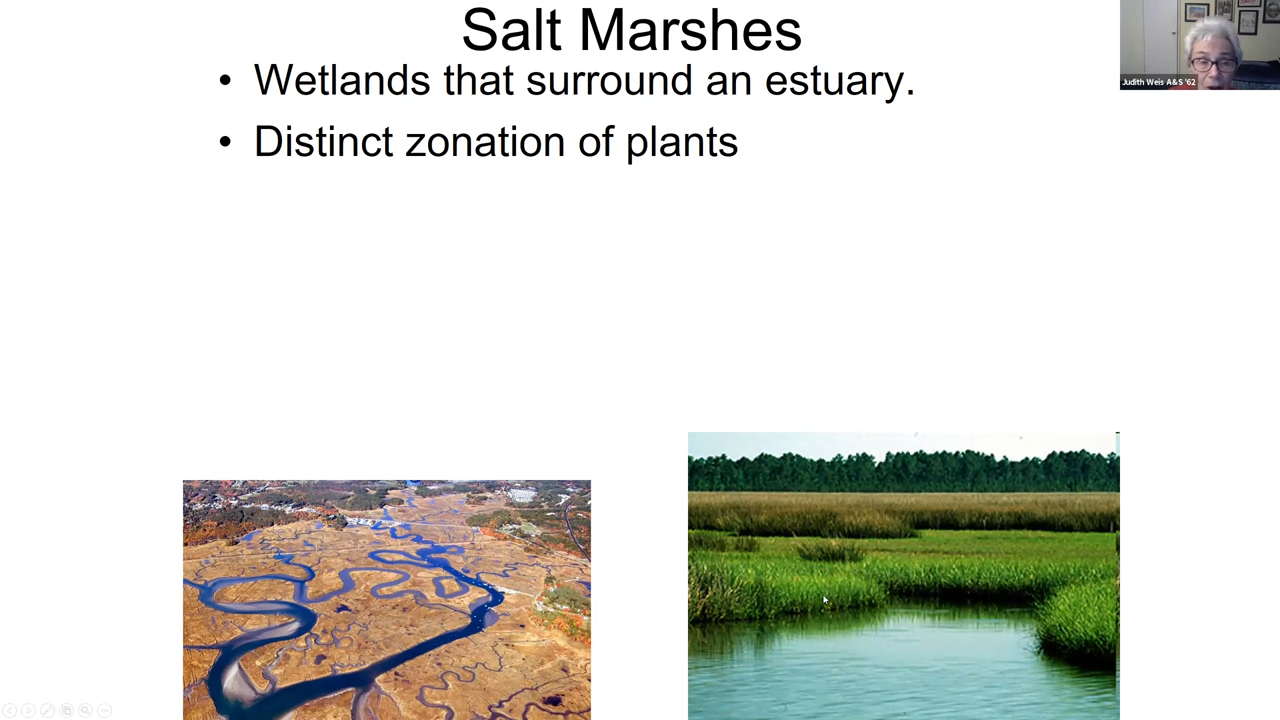 Salt Marshes
• Wetlands that surround an estuary.
• Distinct zonation of plants
Judith Weis A&S '62